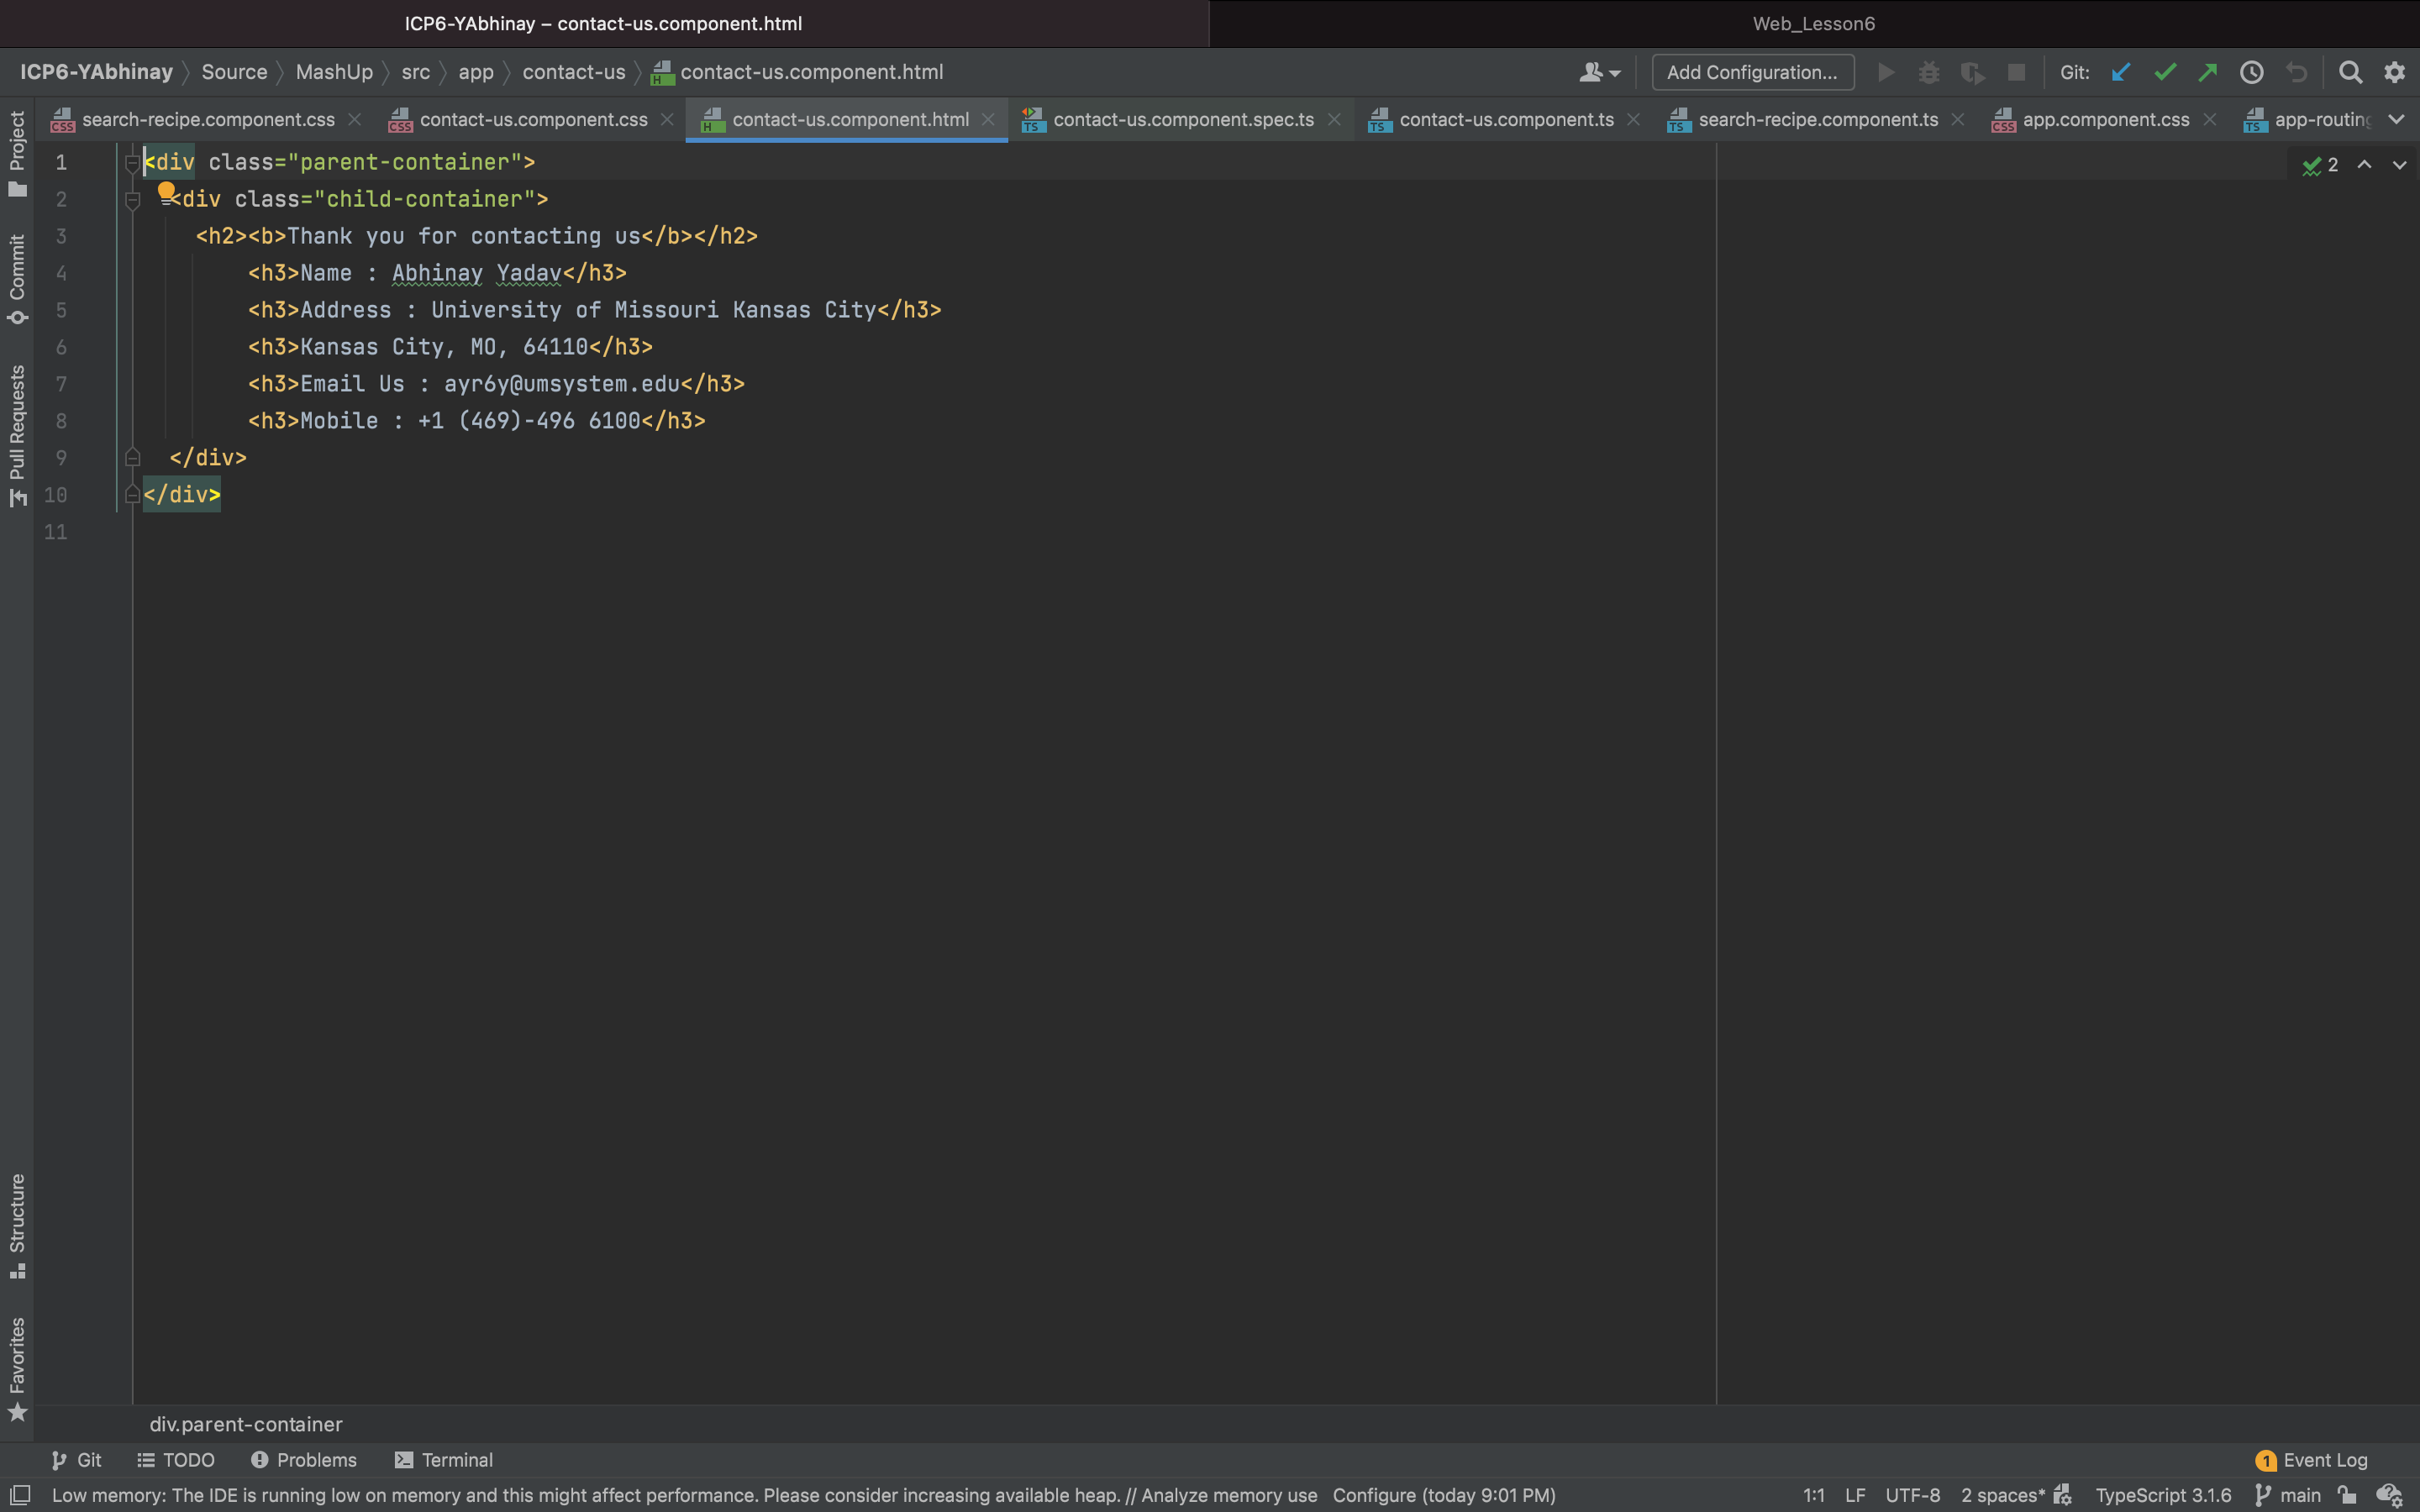 ICP6-YAbhinay – contact-us.component.html
Web_Lesson6
ICP6-YAbhinay Source MashUp src app contact-us contact-us.component.html
Add Configuration...
Git:
search-recipe.component.css
contact-us.component.css
contact-us.component.html
contact-us.component.spec.ts
contact-us.component.ts
search-recipe.component.ts
app.component.css
app-routing
Project
Commit
Pull Requests
Structure
Favorites
2
1 <div class="parent-container">
2 <div class="child-container">
3 <h2><b>Thank you for contacting us</b></h2>
4 <h3>Name : Abhinay Yadav</h3>
5 <h3>Address : University of Missouri Kansas City</h3>
6 <h3>Kansas City, MO, 64110</h3>
7 <h3>Email Us : ayr6y@umsystem.edu</h3>
8 <h3>Mobile : +1 (469)-496 6100</h3>
9 </div>
10 </div>
11
div.parent-container
Git
TODO
Problems
Terminal
1 Event Log
Low memory: The IDE is running low on memory and this might affect performance. Please consider increasing available heap. // Analyze memory use Configure (today 9:01 PM)
1:1 LF UTF-8 2 spaces* TypeScript 3.1.6 main